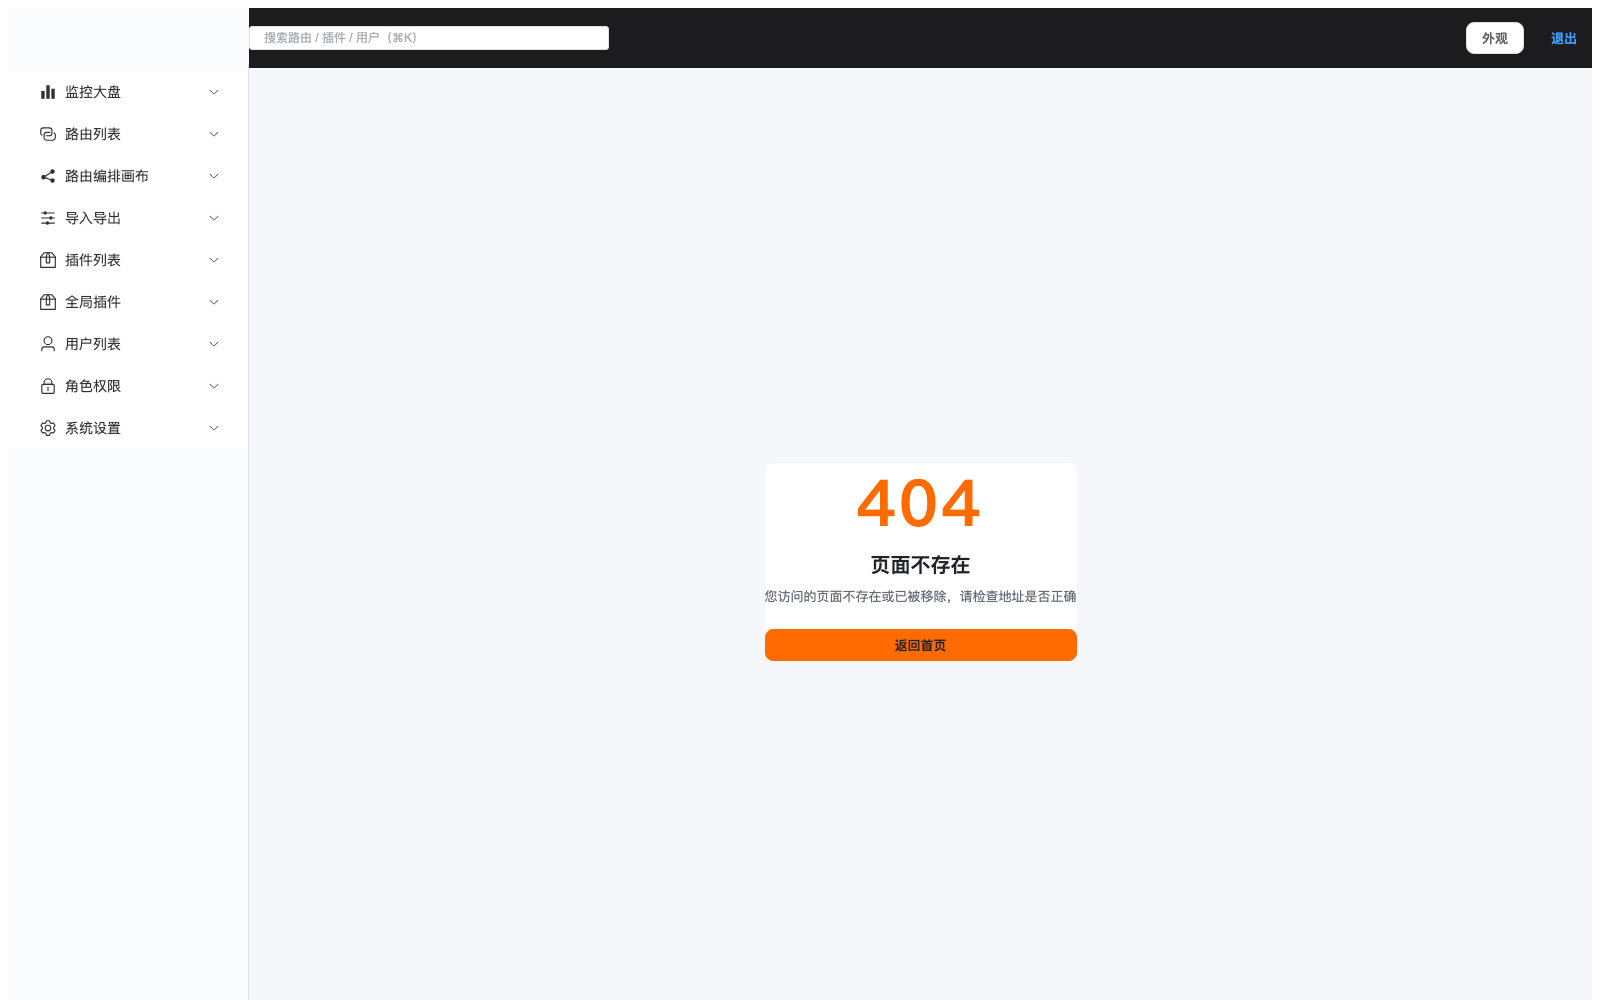 搜索路由 / 插件 / 用户（⌘K）
外观
退出
监控大盘
路由列表
路由编排画布
导入导出
插件列表
全局插件
用户列表
角色权限
系统设置
404
页面不存在
您访问的页面不存在或已被移除，请检查地址是否正确
返回首页